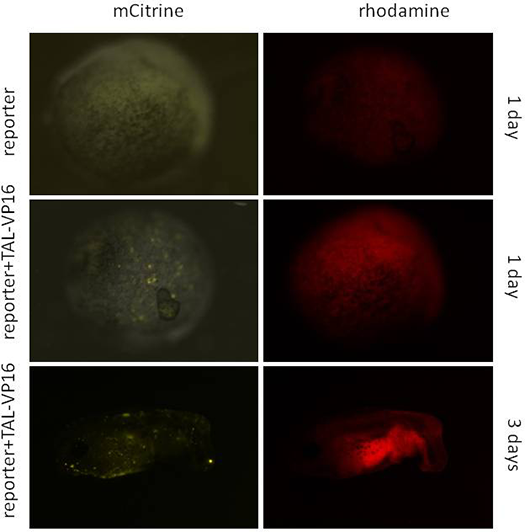 mCitrine
rhodamine
reporter
1 day
reporter+TAL-VP16
1 day
reporter+TAL-VP16
3 days